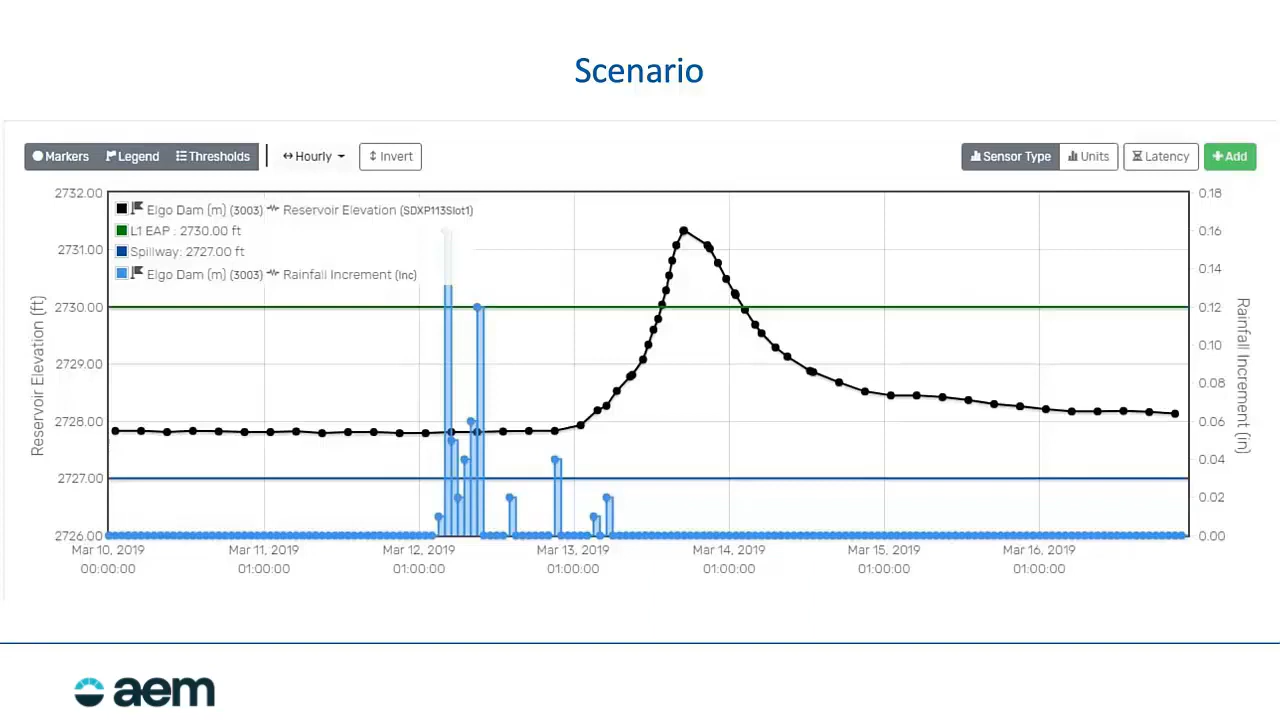 Scenario
Markers Legend Thresholds Hourly Invert Sensor Type Units Latency Add
Elgo Dam (m) (3003) Reservoir Elevation (SDXP113Slot1)
L1 EAP : 2730.00 ft
Spillway: 2727.00 ft
Elgo Dam (m) (3003) Rainfall Increment (Inc)
Reservoir Elevation (ft)
2732.00
2731.00
2730.00
2729.00
2728.00
2727.00
2726.00
0.18
0.16
0.14
0.12
0.10
0.08
0.06
0.04
0.02
0.00
Rainfall Increment (in)
Mar 10, 2019 Mar 11, 2019 Mar 12, 2019 Mar 13, 2019 Mar 14, 2019 Mar 15, 2019 Mar 16, 2019
00:00:00 01:00:00 01:00:00 01:00:00 01:00:00 01:00:00 01:00:00
aem